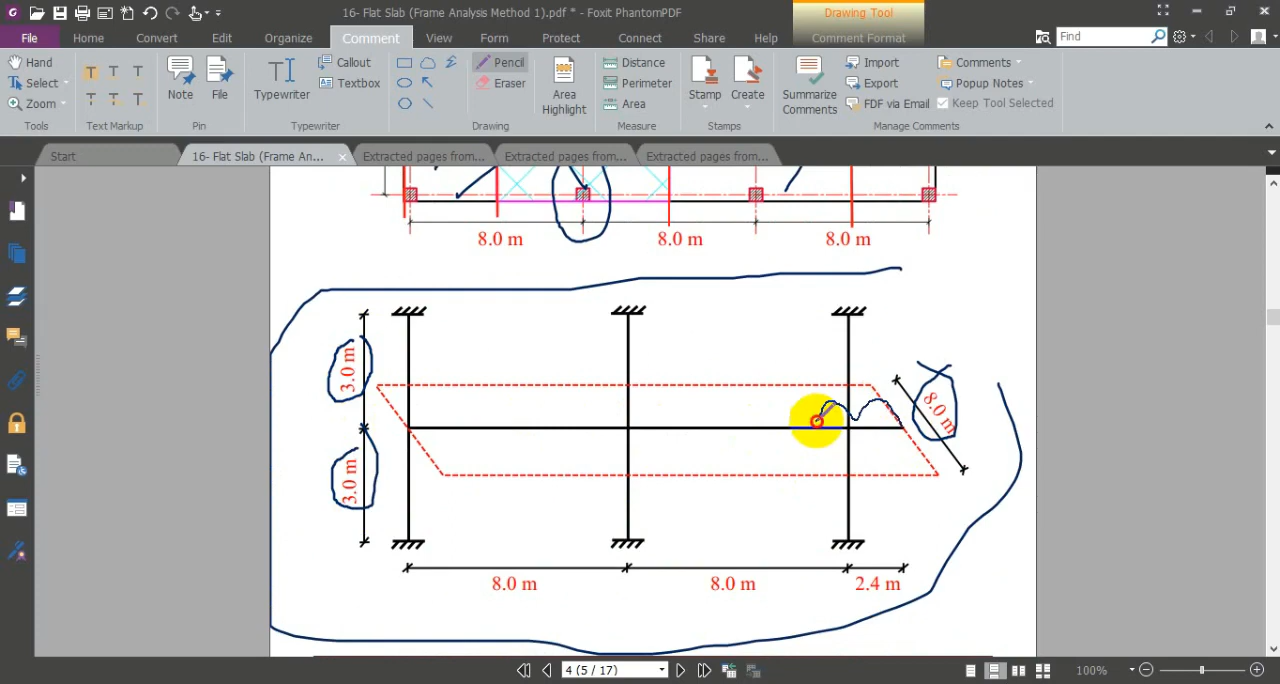 16- Flat Slab (Frame Analysis Method 1).pdf * - Foxit PhantomPDF
Drawing Tool
File Home Convert Edit Organize Comment View Form Protect Connect Share Help Comment Format Find
Hand
Select
Zoom
Tools
Text Markup
Note
File
Pin
Typewriter
Callout
Textbox
Typewriter
Pencil
Eraser
Drawing
Area Highlight
Distance
Perimeter
Area
Measure
Stamp
Create
Stamps
Summarize Comments
Import
Export
FDF via Email
Comments
Popup Notes
Keep Tool Selected
Manage Comments
Start
16- Flat Slab (Frame An...
Extracted pages from...
Extracted pages from...
Extracted pages from...
8.0 m 8.0 m 8.0 m
3.0 m
3.0 m
8.0 m
8.0 m 8.0 m 2.4 m
4 (5 / 17)
100%